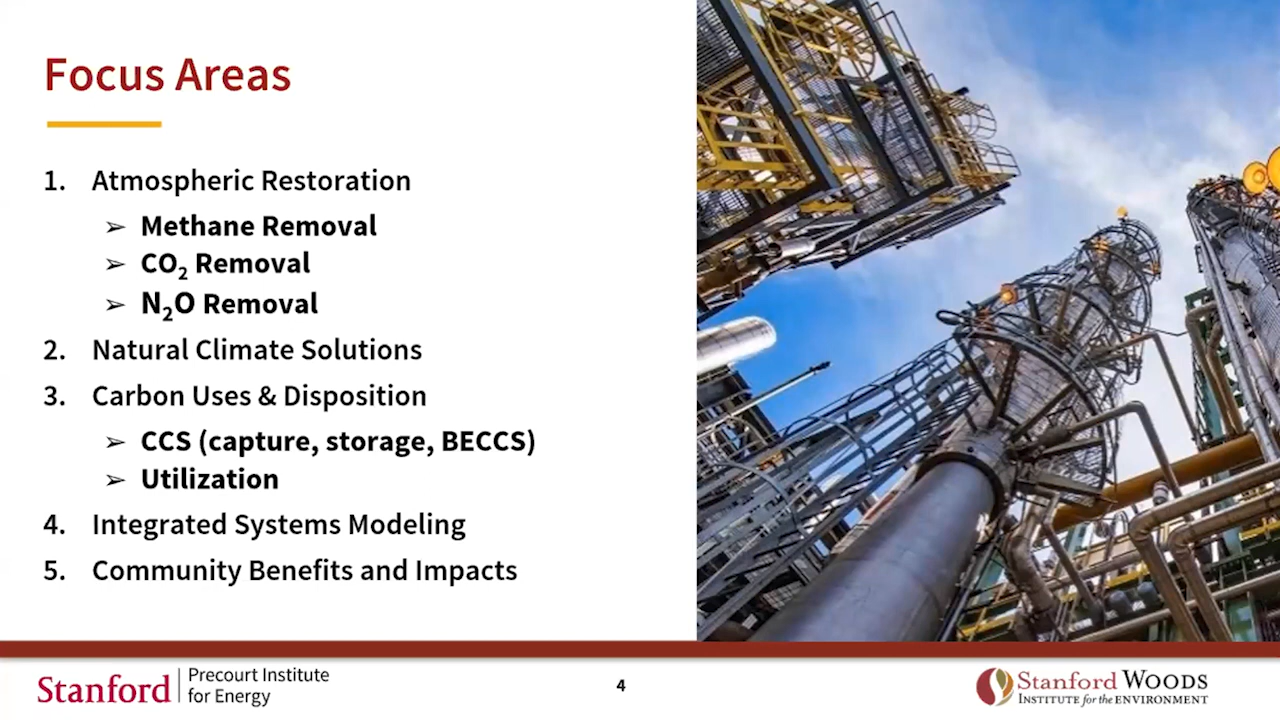 Focus Areas
1. Atmospheric Restoration
➢ Methane Removal
➢ CO₂ Removal
➢ N₂O Removal
2. Natural Climate Solutions
3. Carbon Uses & Disposition
➢ CCS (capture, storage, BECCS)
➢ Utilization
4. Integrated Systems Modeling
5. Community Benefits and Impacts
Stanford
Precourt Institute
for Energy
4
Stanford WOODS
INSTITUTE for the ENVIRONMENT